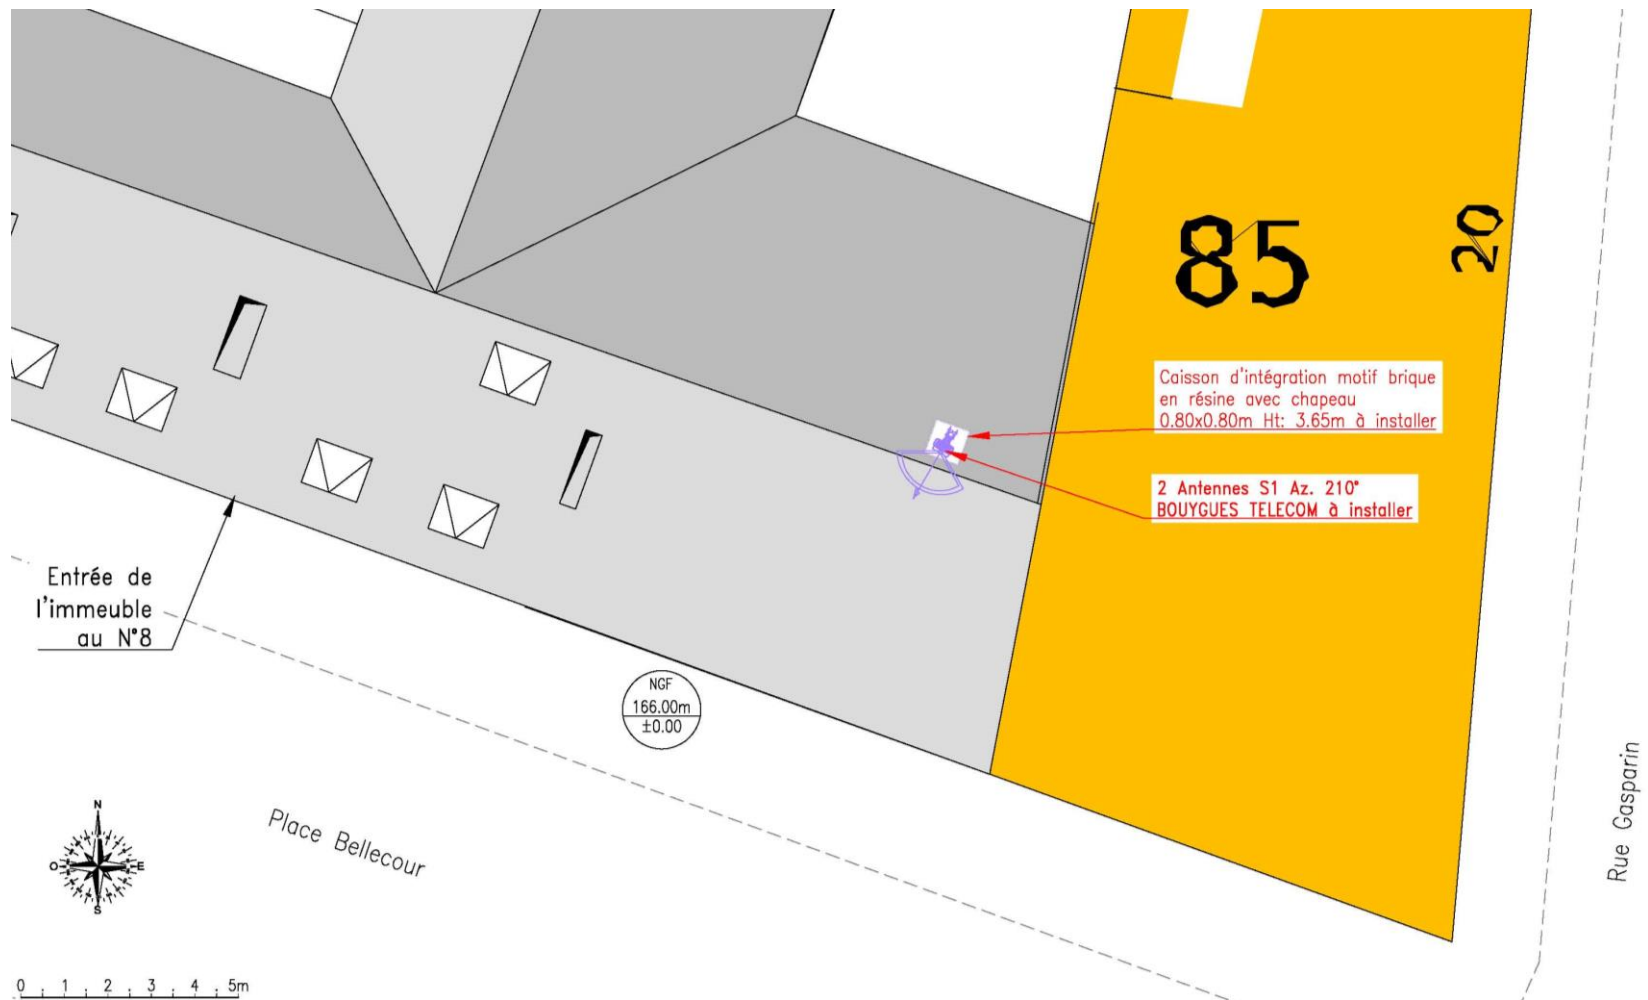 85
20
Caisson d'intégration motif brique
en résine avec chapeau
0.80x0.80m Ht: 3.65m à installer
2 Antennes S1 Az. 210°
BOUYGUES TELECOM à installer
Entrée de
l'immeuble
au N°8
NGF
166.00m
±0.00
Place Bellecour
Rue Gasparin
N
O
E
S
0 1 2 3 4 5m